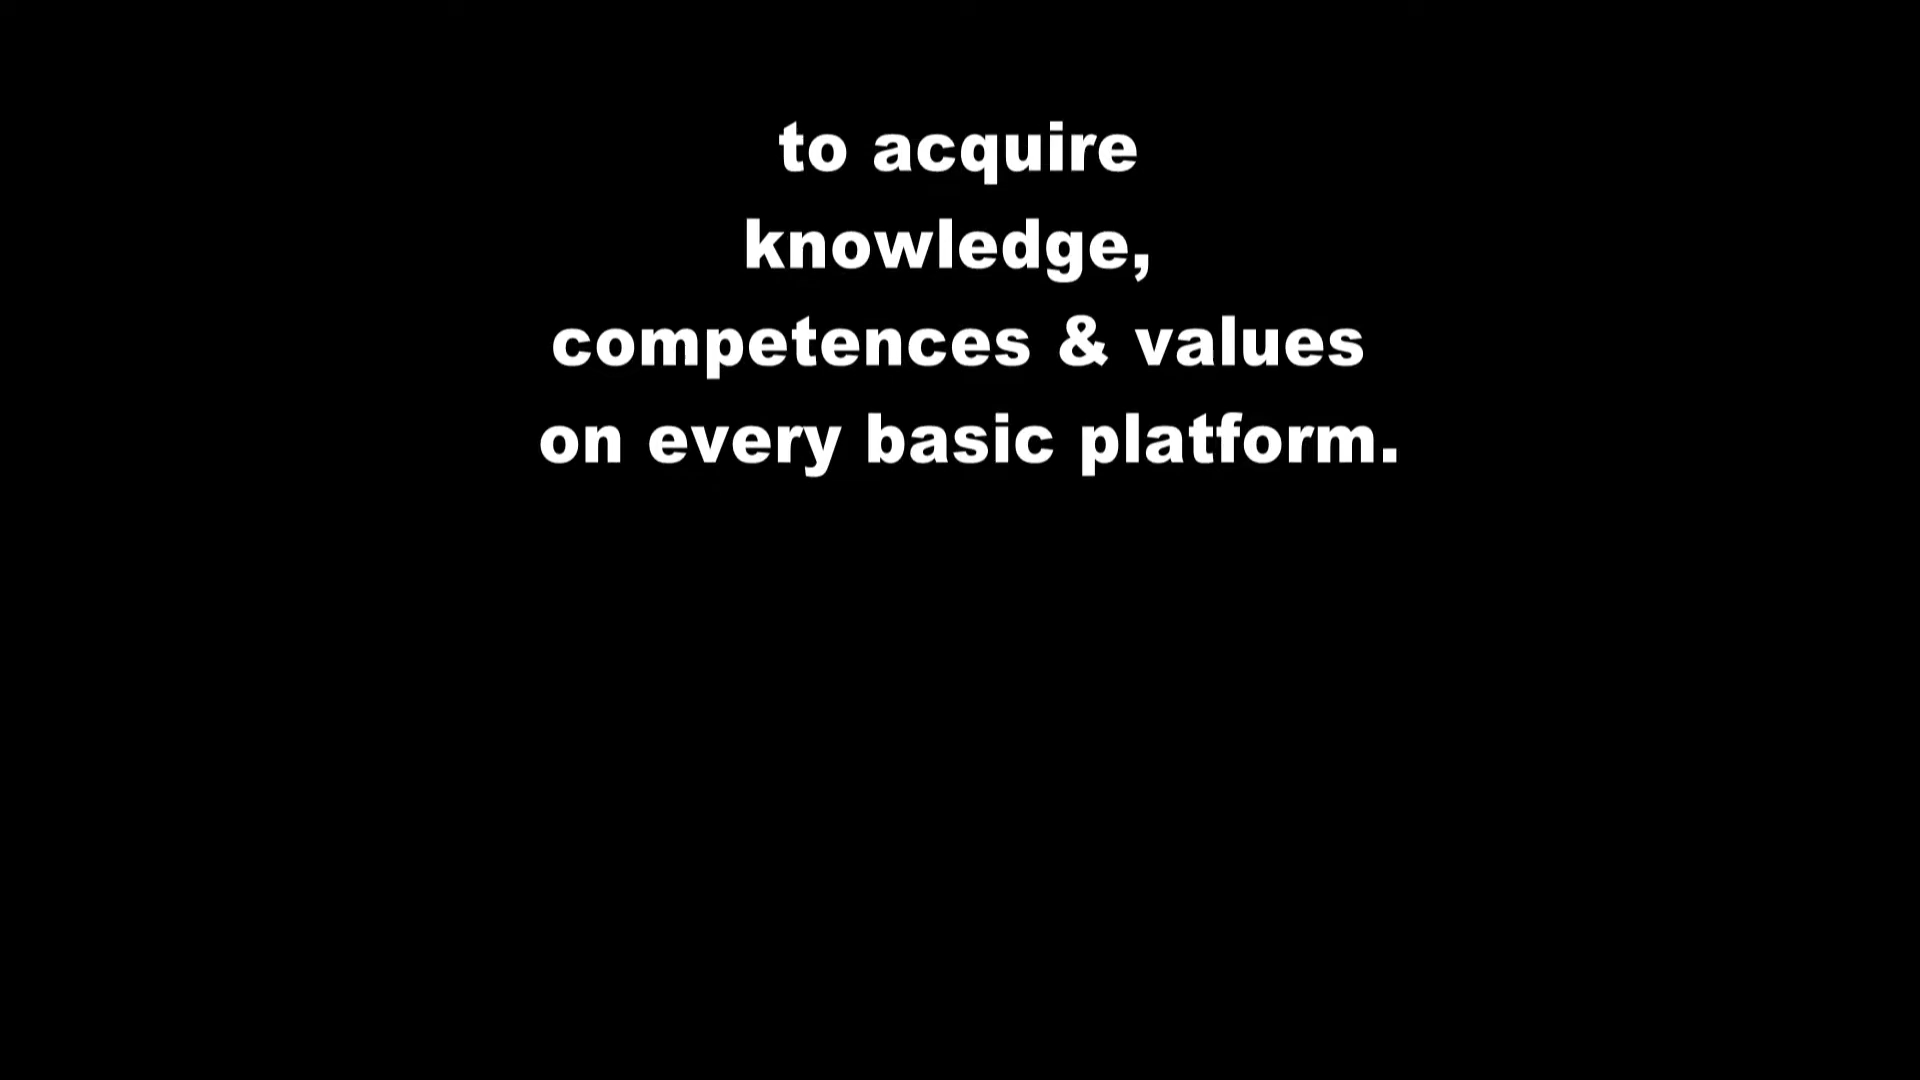 to acquire
knowledge,
competences & values
on every basic platform.